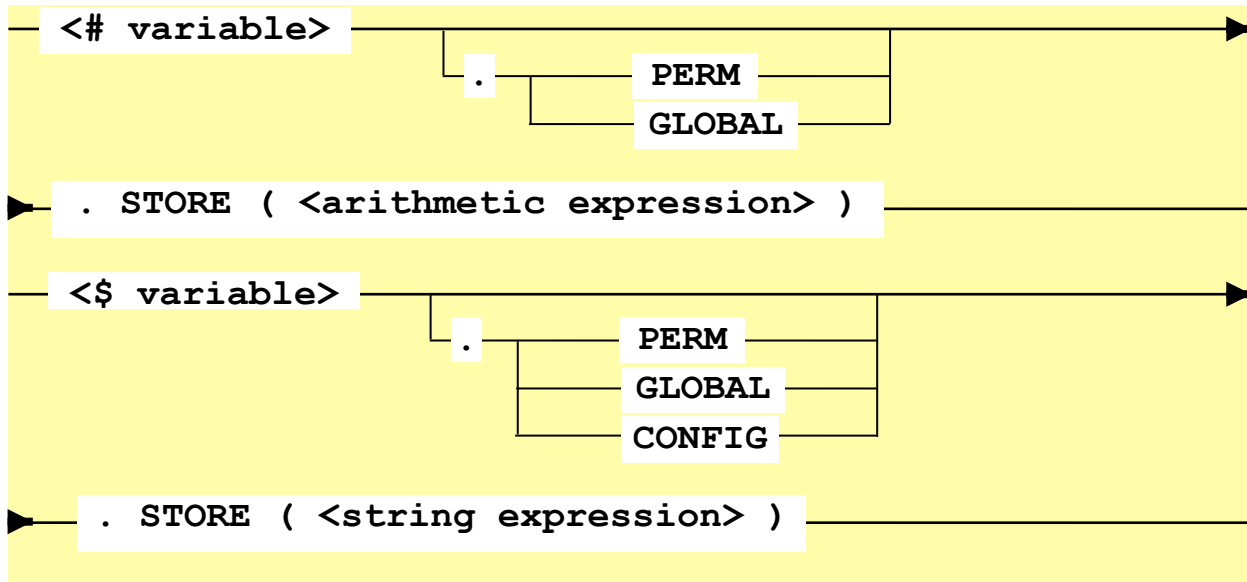 <# variable>
. PERM
GLOBAL
. STORE ( <arithmetic expression> )
<$ variable>
. PERM
GLOBAL
CONFIG
. STORE ( <string expression> )